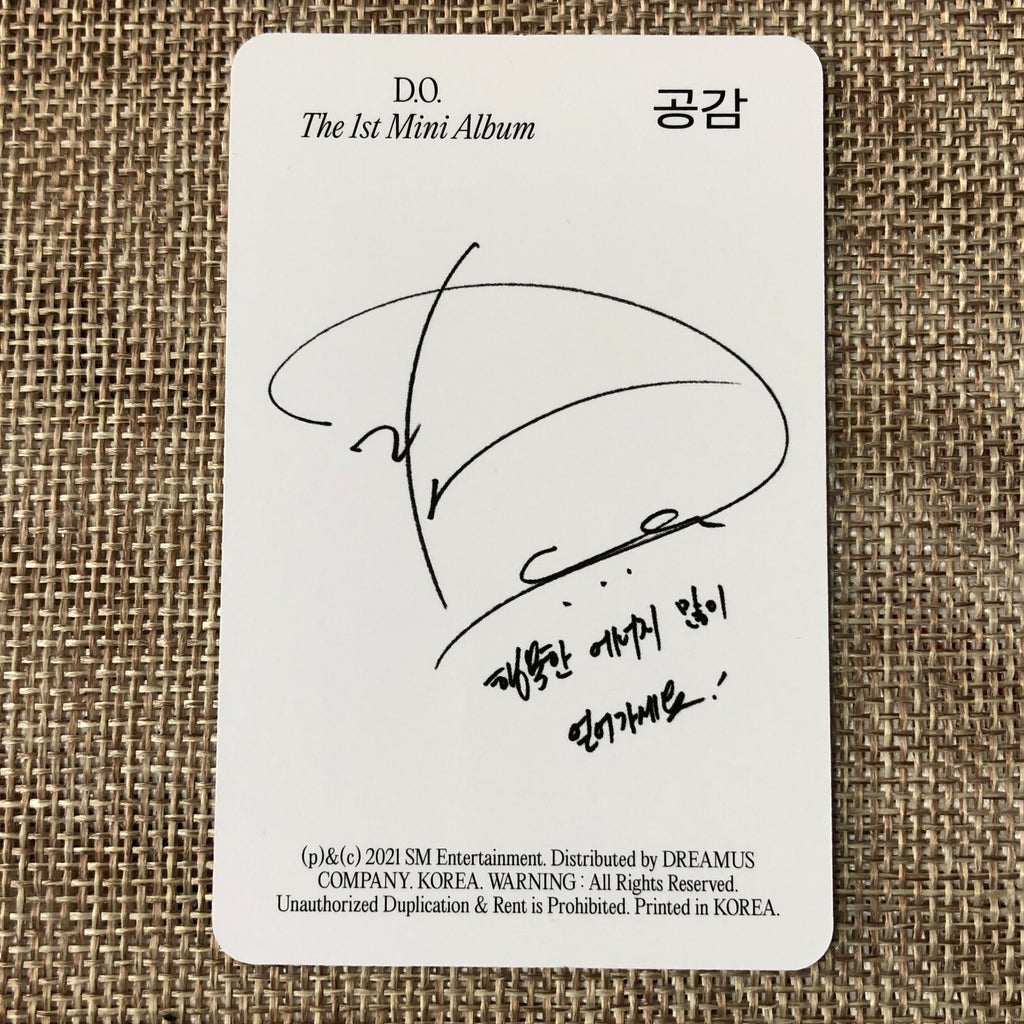 D.O.
The 1st Mini Album
공감
행복한 에너지 많이
얻어가세요!
(p)&(c) 2021 SM Entertainment. Distributed by DREAMUS
COMPANY. KOREA. WARNING : All Rights Reserved.
Unauthorized Duplication & Rent is Prohibited. Printed in KOREA.